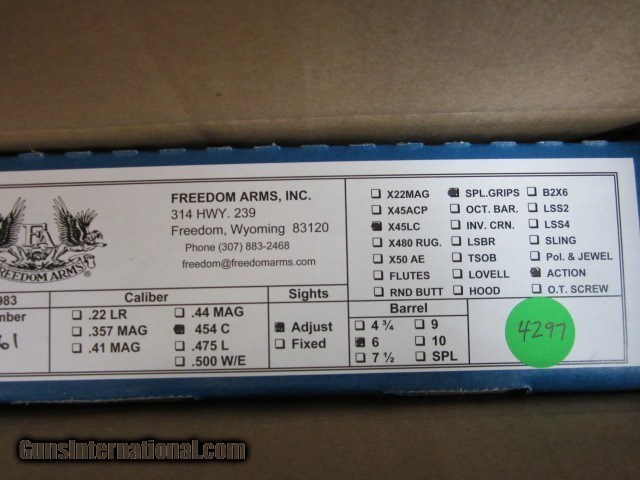 FREEDOM ARMS, INC.
314 HWY. 239
Freedom, Wyoming 83120
Phone (307) 883-2468
freedom@freedomarms.com
FA
FREEDOM ARMS®
X22MAG
X45ACP
X45LC
X480 RUG.
X50 AE
FLUTES
RND BUTT
SPL.GRIPS
OCT. BAR.
INV. CRN.
LSBR
TSOB
LOVELL
HOOD
B2X6
LSS2
LSS4
SLING
Pol. & JEWEL
ACTION
O.T. SCREW
983
mber
61
Caliber
.22 LR
.357 MAG
.41 MAG
.44 MAG
454 C
.475 L
.500 W/E
Sights
Adjust
Fixed
Barrel
4 ¾
6
7 ½
9
10
SPL
4297
GunsInternational.com